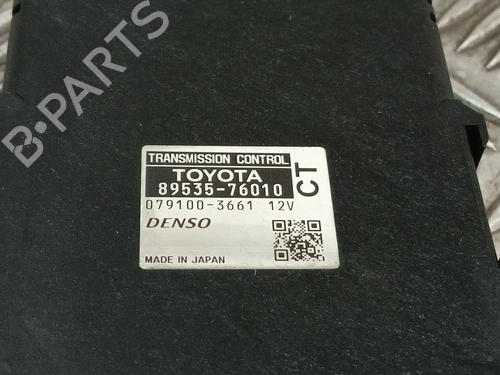 B-PARTS
TRANSMISSION CONTROL
TOYOTA
89535-76010
CT
079100-3661 12V
DENSO
MADE IN JAPAN